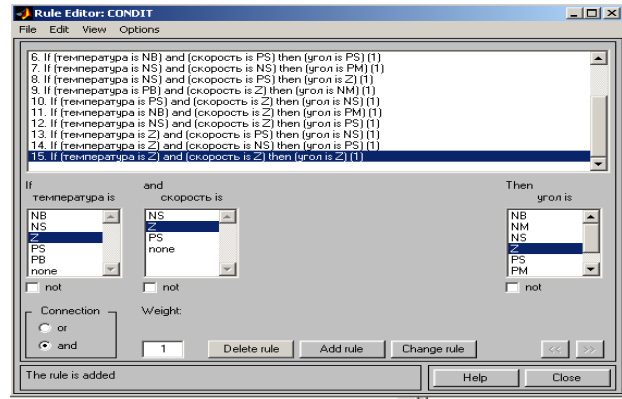 Rule Editor: CONDIT
File Edit View Options
6. If (температура is NB) and (скорость is PS) then (угол is PS) (1)
7. If (температура is NS) and (скорость is NS) then (угол is PM) (1)
8. If (температура is NS) and (скорость is PS) then (угол is Z) (1)
9. If (температура is PB) and (скорость is Z) then (угол is NM) (1)
10. If (температура is PS) and (скорость is Z) then (угол is NS) (1)
11. If (температура is NB) and (скорость is Z) then (угол is PM) (1)
12. If (температура is NS) and (скорость is Z) then (угол is PS) (1)
13. If (температура is Z) and (скорость is PS) then (угол is NS) (1)
14. If (температура is Z) and (скорость is NS) then (угол is PS) (1)
15. If (температура is Z) and (скорость is Z) then (угол is Z) (1)
If and Then
температура is скорость is угол is
NB
NS
Z
PS
PB
none
NS
Z
PS
none
NB
NM
NS
Z
PS
PM
not not not
Connection Weight:
or
and 1 Delete rule Add rule Change rule << >>
The rule is added Help Close